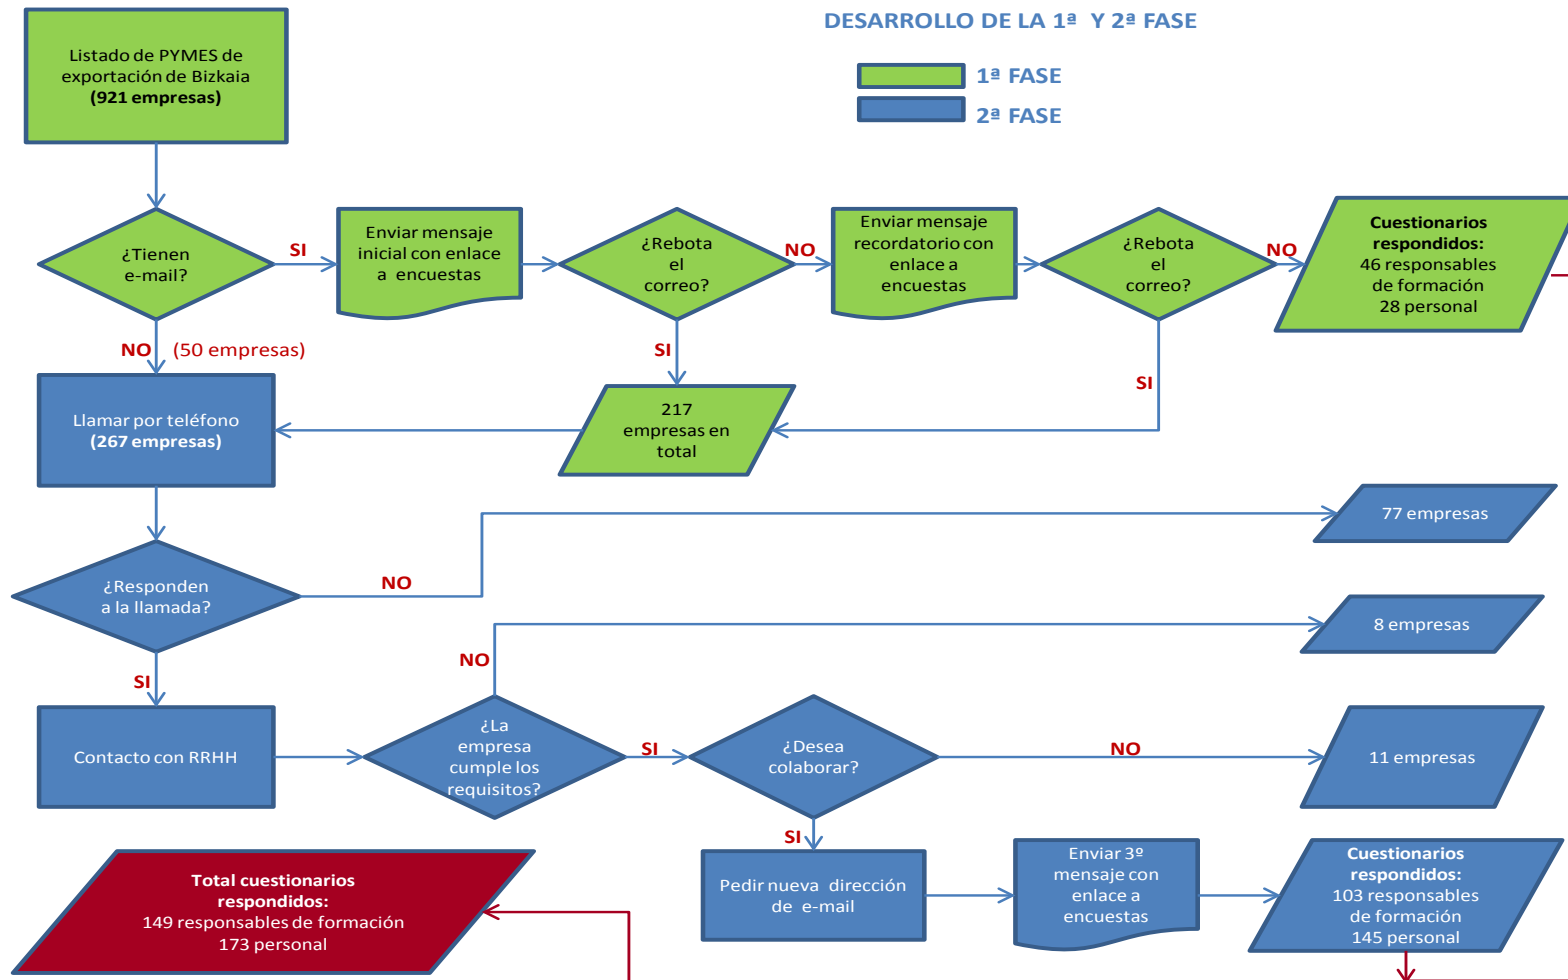 DESARROLLO DE LA 1ª Y 2ª FASE
1ª FASE
2ª FASE
Listado de PYMES de
exportación de Bizkaia
(921 empresas)
¿Tienen
e-mail?
SI
Enviar mensaje
inicial con enlace
a encuestas
¿Rebota
el
correo?
NO
Enviar mensaje
recordatorio con
enlace a
encuestas
¿Rebota
el
correo?
NO
Cuestionarios
respondidos:
46 responsables
de formación
28 personal
NO (50 empresas)
SI
SI
Llamar por teléfono
(267 empresas)
217
empresas en
total
77 empresas
¿Responden
a la llamada?
NO
8 empresas
NO
SI
Contacto con RRHH
¿La
empresa
cumple los
requisitos?
SI
¿Desea
colaborar?
NO
11 empresas
SI
Pedir nueva dirección
de e-mail
Enviar 3º
mensaje con
enlace a
encuestas
Cuestionarios
respondidos:
103 responsables
de formación
145 personal
Total cuestionarios
respondidos:
149 responsables de formación
173 personal